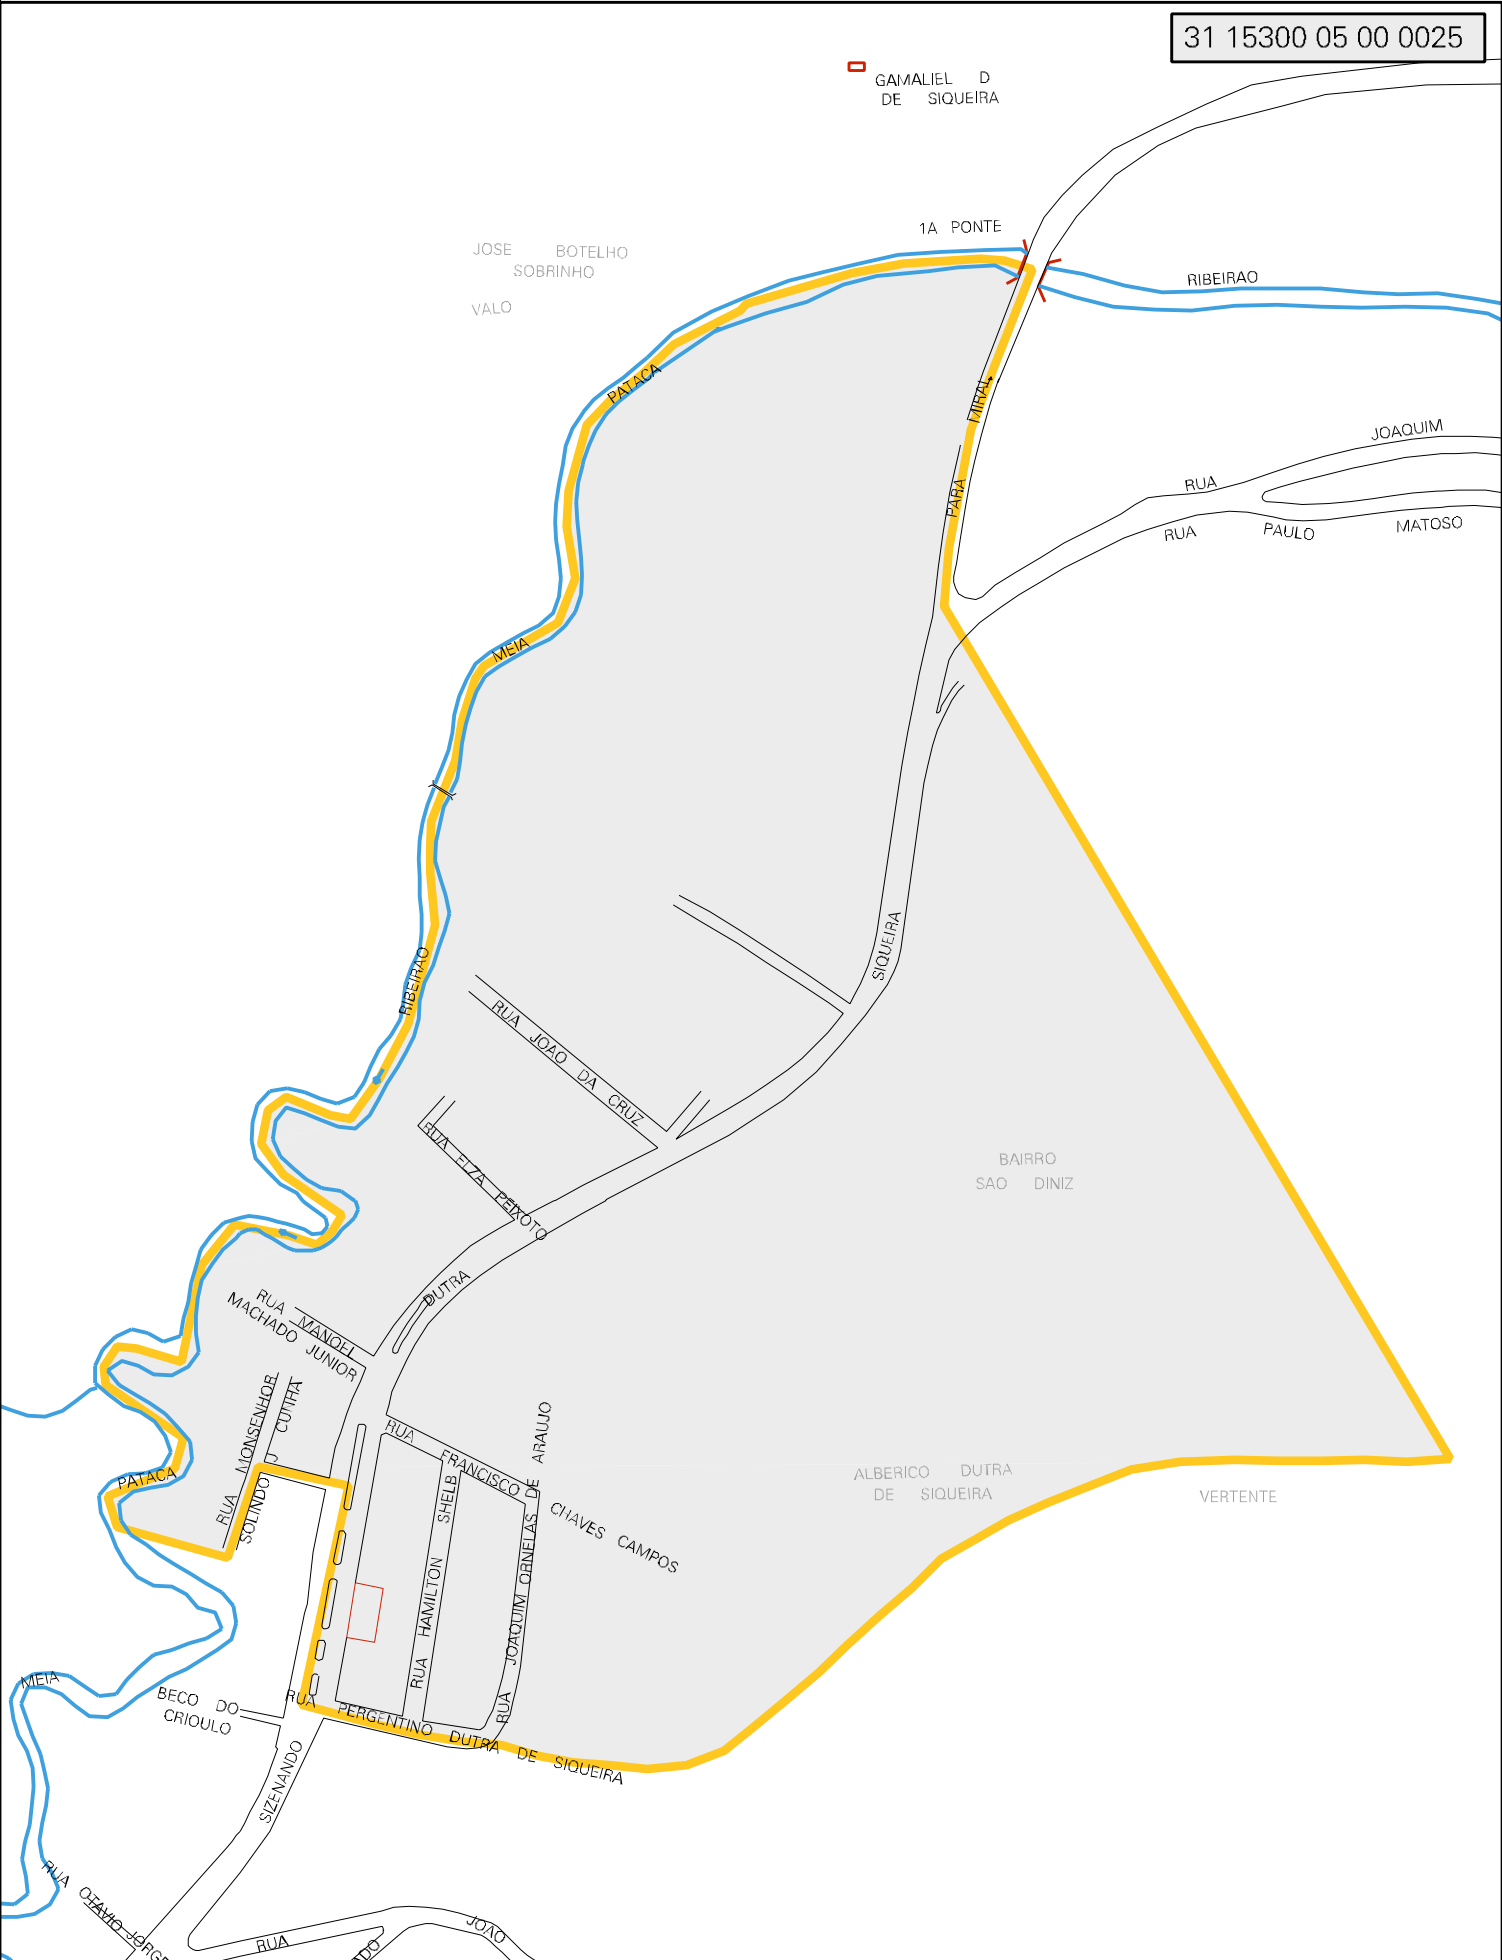 31 15300 05 00 0025
GAMALIEL D
DE SIQUEIRA
1A PONTE
JOSE BOTELHO
SOBRINHO
VALO
RIBEIRAO
PATACA
PARA MIRAI
RUA JOAQUIM
RUA PAULO MATOSO
MEIA
SIQUEIRA
RIBEIRAO
RUA JOAO DA CRUZ
RUA ELZA PEIXOTO
BAIRRO
SAO DINIZ
DUTRA
RUA MANOEL
MACHADO JUNIOR
RUA MONSENHOR
SOLINDO J CUNHA
RUA FRANCISCO CHAVES CAMPOS
RUA JOAQUIM ORNELAS DE ARAUJO
RUA HAMILTON SHELB
PATACA
ALBERICO DUTRA
DE SIQUEIRA
VERTENTE
MEIA
BECO DO
CRIOULO
RUA PERGENTINO DUTRA DE SIQUEIRA
SIZENANDO
RUA OTAVIO JORGE
RUA JOAO
ADO